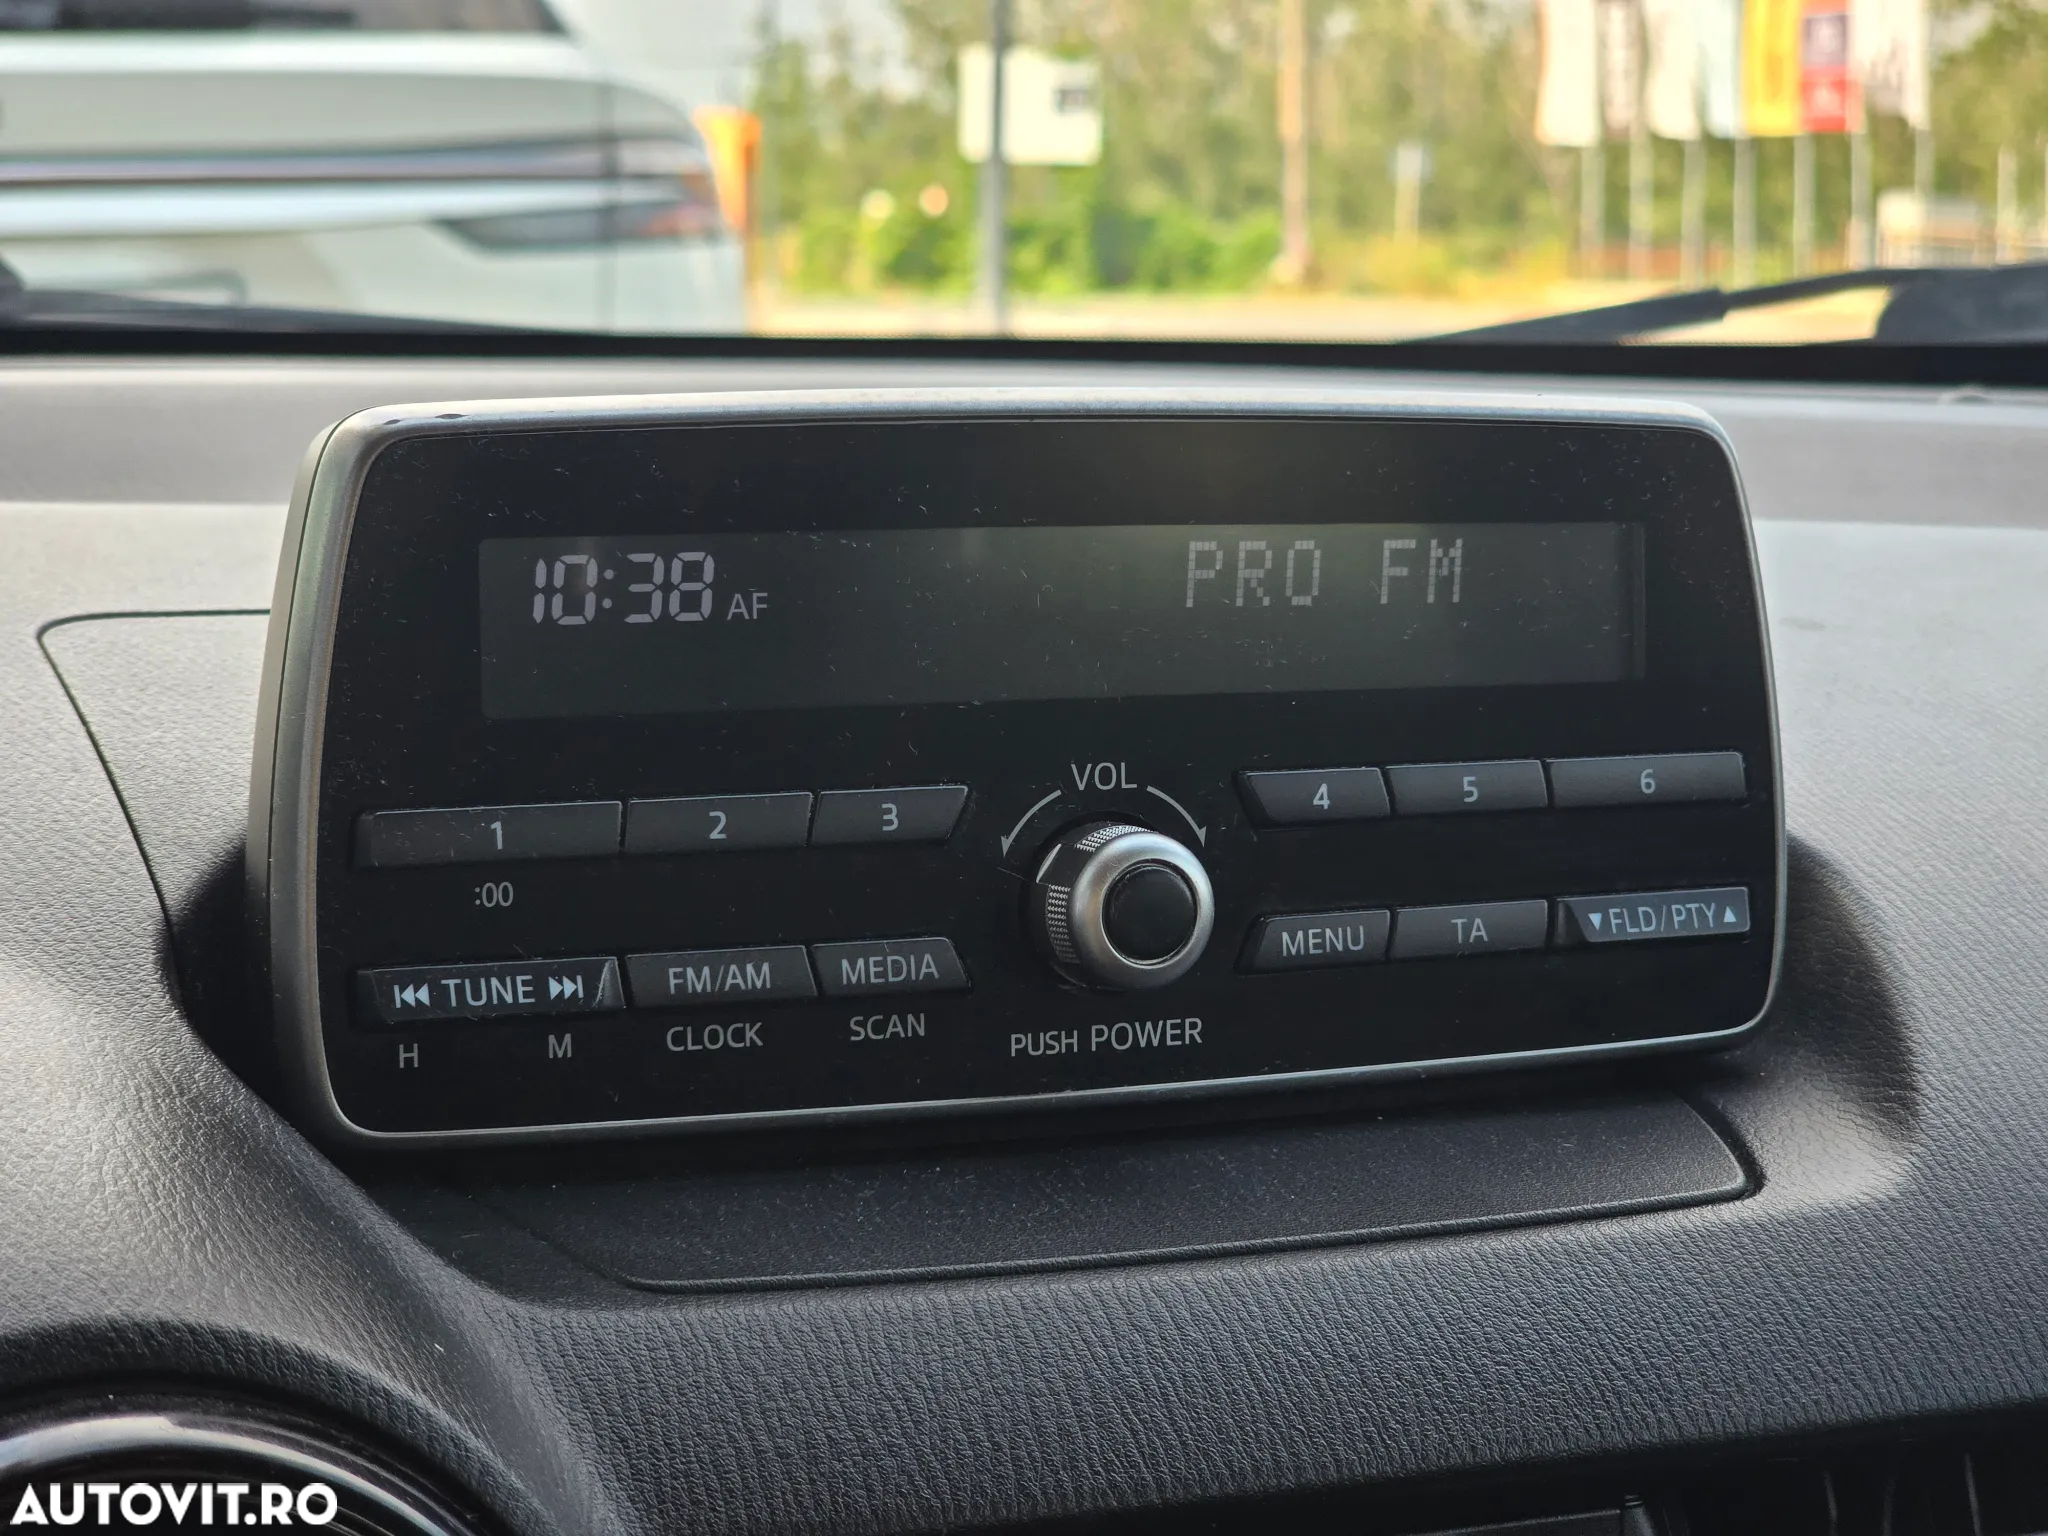 10:38 AF PRO FM
VOL
1 2 3 4 5 6
:00
⏮ TUNE ⏭ FM/AM MEDIA MENU TA ▼ FLD/PTY ▲
H M CLOCK SCAN PUSH POWER
AUTOVIT.RO